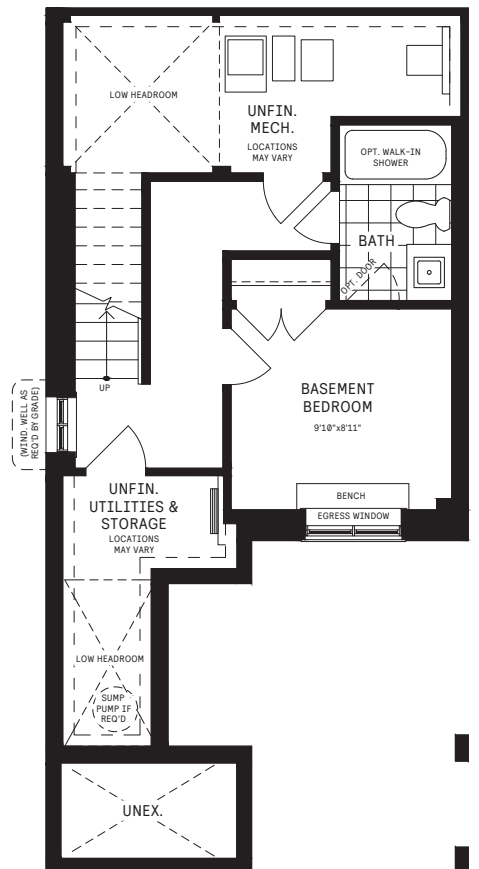 LOW HEADROOM
UNFIN.
MECH.
LOCATIONS
MAY VARY
OPT. WALK-IN
SHOWER
BATH
OPT. DOOR
UP
(WIND. WELL AS
REQ'D BY GRADE)
BASEMENT
BEDROOM
9'10"x8'11"
BENCH
EGRESS WINDOW
UNFIN.
UTILITIES &
STORAGE
LOCATIONS
MAY VARY
LOW HEADROOM
SUMP
PUMP IF
REQ'D
UNEX.